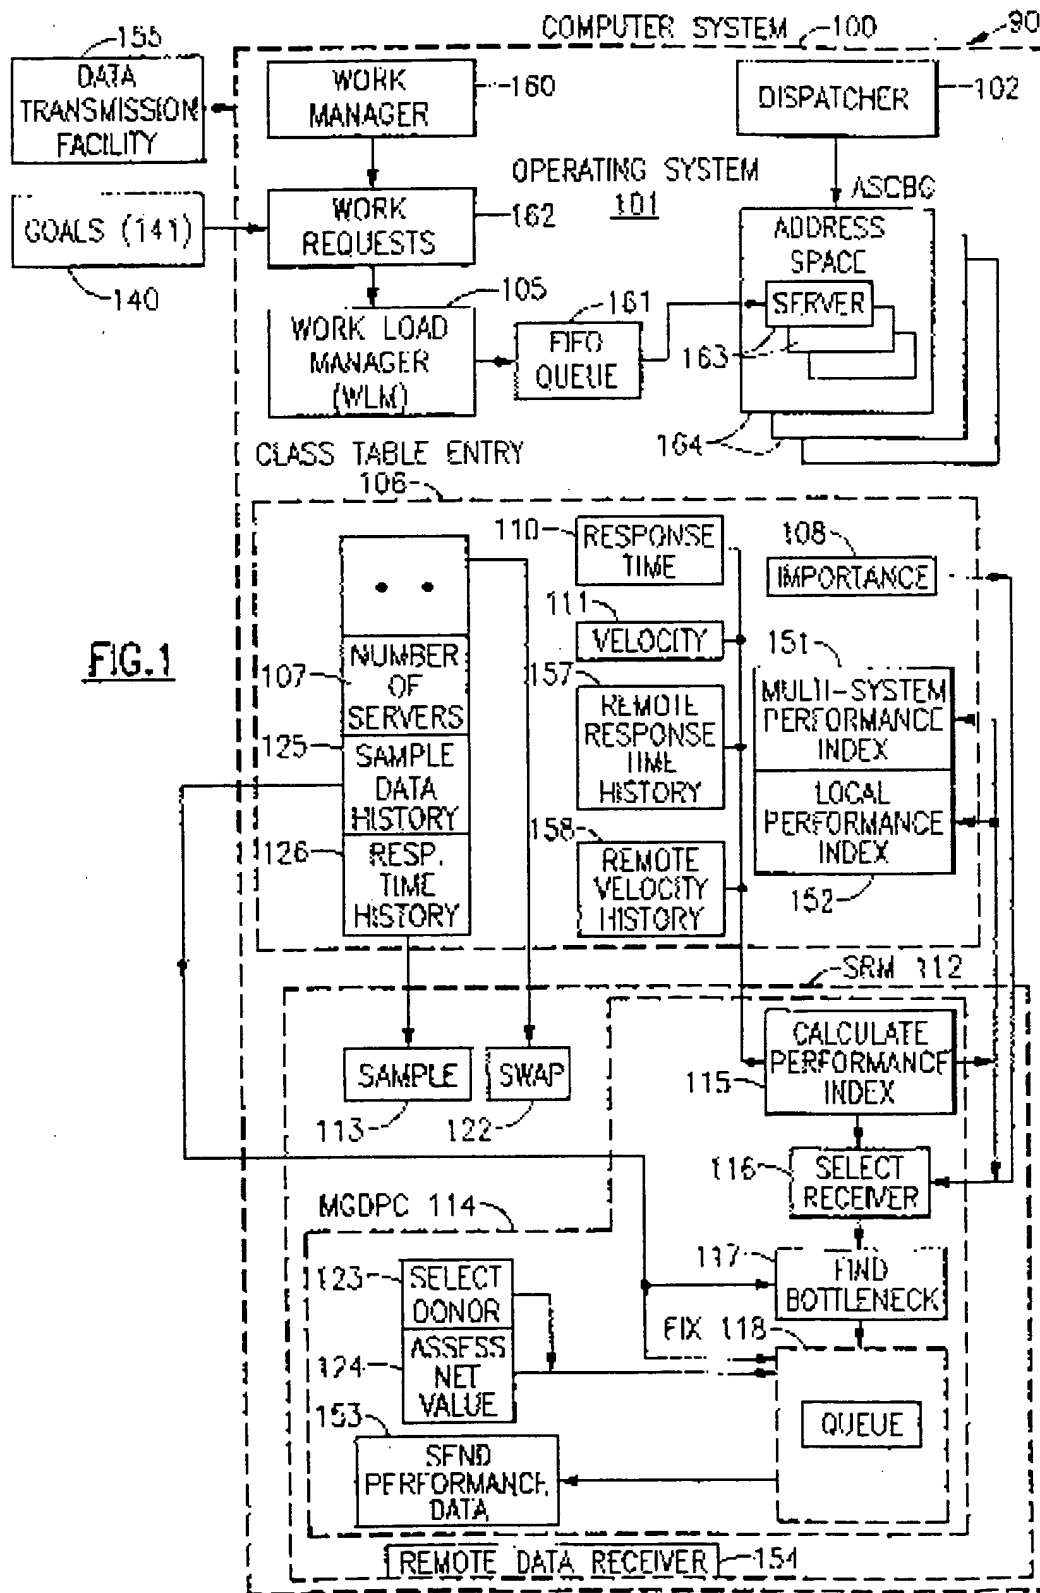 COMPUTER SYSTEM 100 90
155
DATA
TRANSMISSION
FACILITY
WORK
MANAGER
160
DISPATCHER
102
OPERATING SYSTEM
101
GOALS (141)
140
WORK
REQUESTS
162
105
WORK LOAD
MANAGER
(WLM)
161
FIFO
QUEUE
ADDRESS
SPACE
SERVER
163
164
CLASS TABLE ENTRY
106
110
RESPONSE
TIME
108
IMPORTANCE
111
VELOCITY
FIG.1
107
NUMBER
OF
SERVERS
157
REMOTE
RESPONSE
TIME
HISTORY
151
MULTI-SYSTEM
PERFORMANCE
INDEX
125
SAMPLE
DATA
HISTORY
LOCAL
PERFORMANCE
INDEX
152
126
RESP.
TIME
HISTORY
158
REMOTE
VELOCITY
HISTORY
SRM 112
SAMPLE
113
SWAP
122
CALCULATE
PERFORMANCE
INDEX
115
116
SELECT
RECEIVER
MGDPC 114
117
FIND
BOTTLENECK
123
SELECT
DONOR
FIX 118
124
ASSESS
NET
VALUE
QUEUE
153
SEND
PERFORMANCE
DATA
REMOTE DATA RECEIVER
154